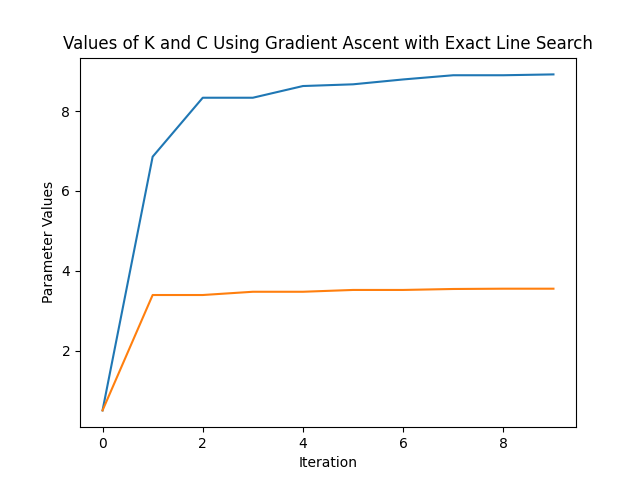 Values of K and C Using Gradient Ascent with Exact Line Search
Parameter Values
8
6
4
2
0 2 4 6 8
Iteration